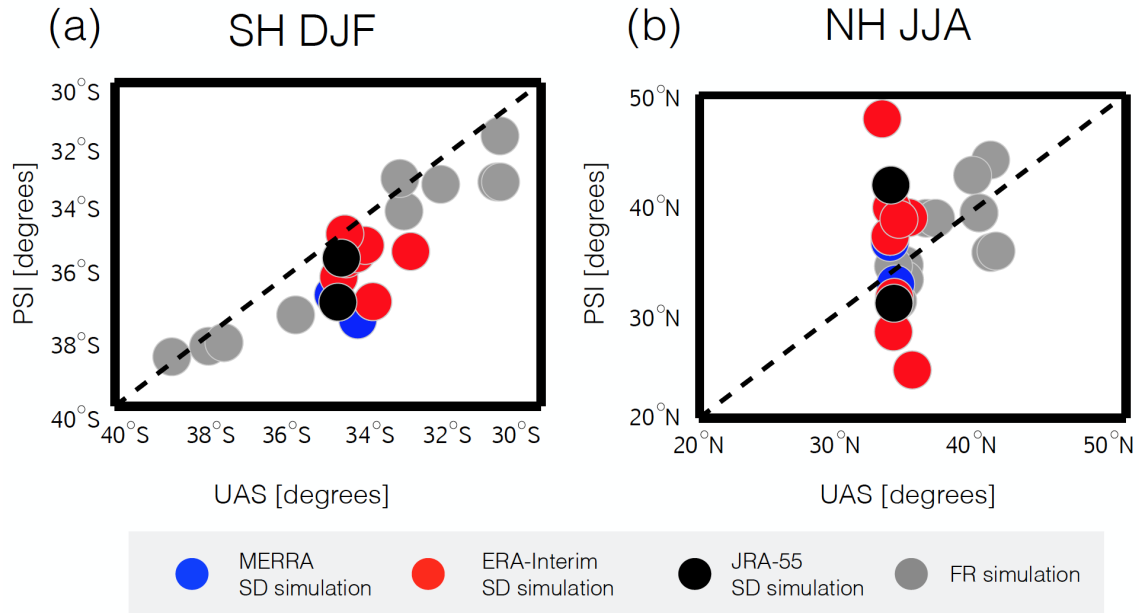 (a) SH DJF
30°S
32°S
34°S
36°S
38°S
40°S
PSI [degrees]
40°S 38°S 36°S 34°S 32°S 30°S
UAS [degrees]
(b) NH JJA
50°N
40°N
30°N
20°N
PSI [degrees]
20°N 30°N 40°N 50°N
UAS [degrees]
MERRA
SD simulation
ERA-Interim
SD simulation
JRA-55
SD simulation
FR simulation